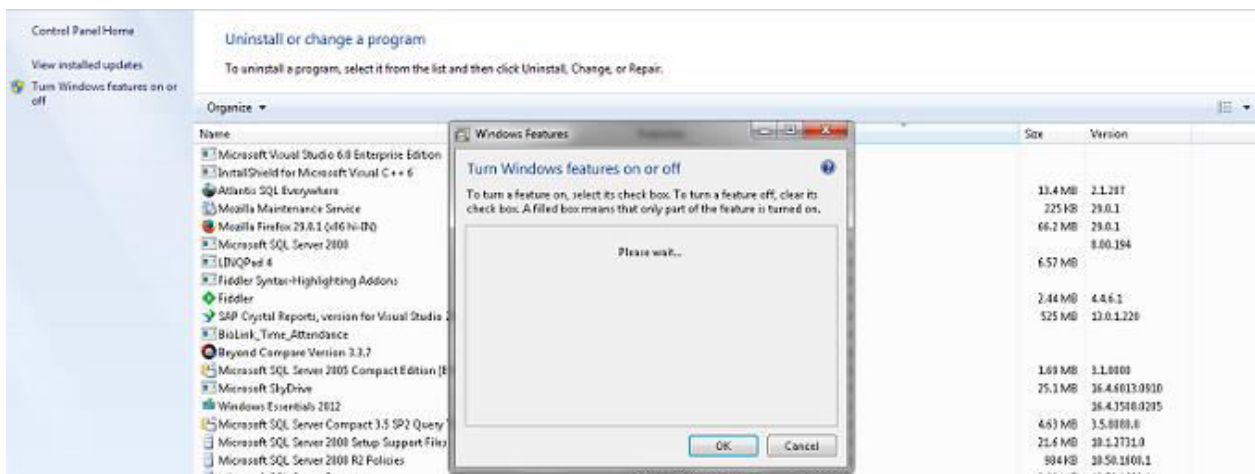 Control Panel Home
View installed updates
Turn Windows features on or
off
Uninstall or change a program
To uninstall a program, select it from the list and then click Uninstall, Change, or Repair.
Organize
Name
Size
Version
Microsoft Visual Studio 6.0 Enterprise Edition
InstallShield for Microsoft Visual C++ 6
Atlantis SQL Everywhere 13.4 MB 2.1.207
Mozilla Maintenance Service 225 KB 29.0.1
Mozilla Firefox 29.0.1 (x86 hi-IN) 66.2 MB 29.0.1
Microsoft SQL Server 2000 8.00.194
LINQPad 4 6.57 MB
Fiddler Syntax-Highlighting Addons
Fiddler 2.44 MB 4.4.6.1
SAP Crystal Reports, version for Visual Studio 525 MB 13.0.1.220
BioLink_Time_Attendance
Beyond Compare Version 3.3.7
Microsoft SQL Server 2005 Compact Edition 1.69 MB 3.1.0000
Microsoft SkyDrive 25.1 MB 16.4.6013.0910
Windows Essentials 2012 16.4.3508.0205
Microsoft SQL Server Compact 3.5 SP2 Query 4.63 MB 3.5.8080.0
Microsoft SQL Server 2008 Setup Support Files 21.6 MB 10.1.2731.0
Microsoft SQL Server 2008 R2 Policies 984 KB 10.50.1600.1
Windows Features
Turn Windows features on or off
To turn a feature on, select its check box. To turn a feature off, clear its
check box. A filled box means that only part of the feature is turned on.
Please wait...
OK
Cancel